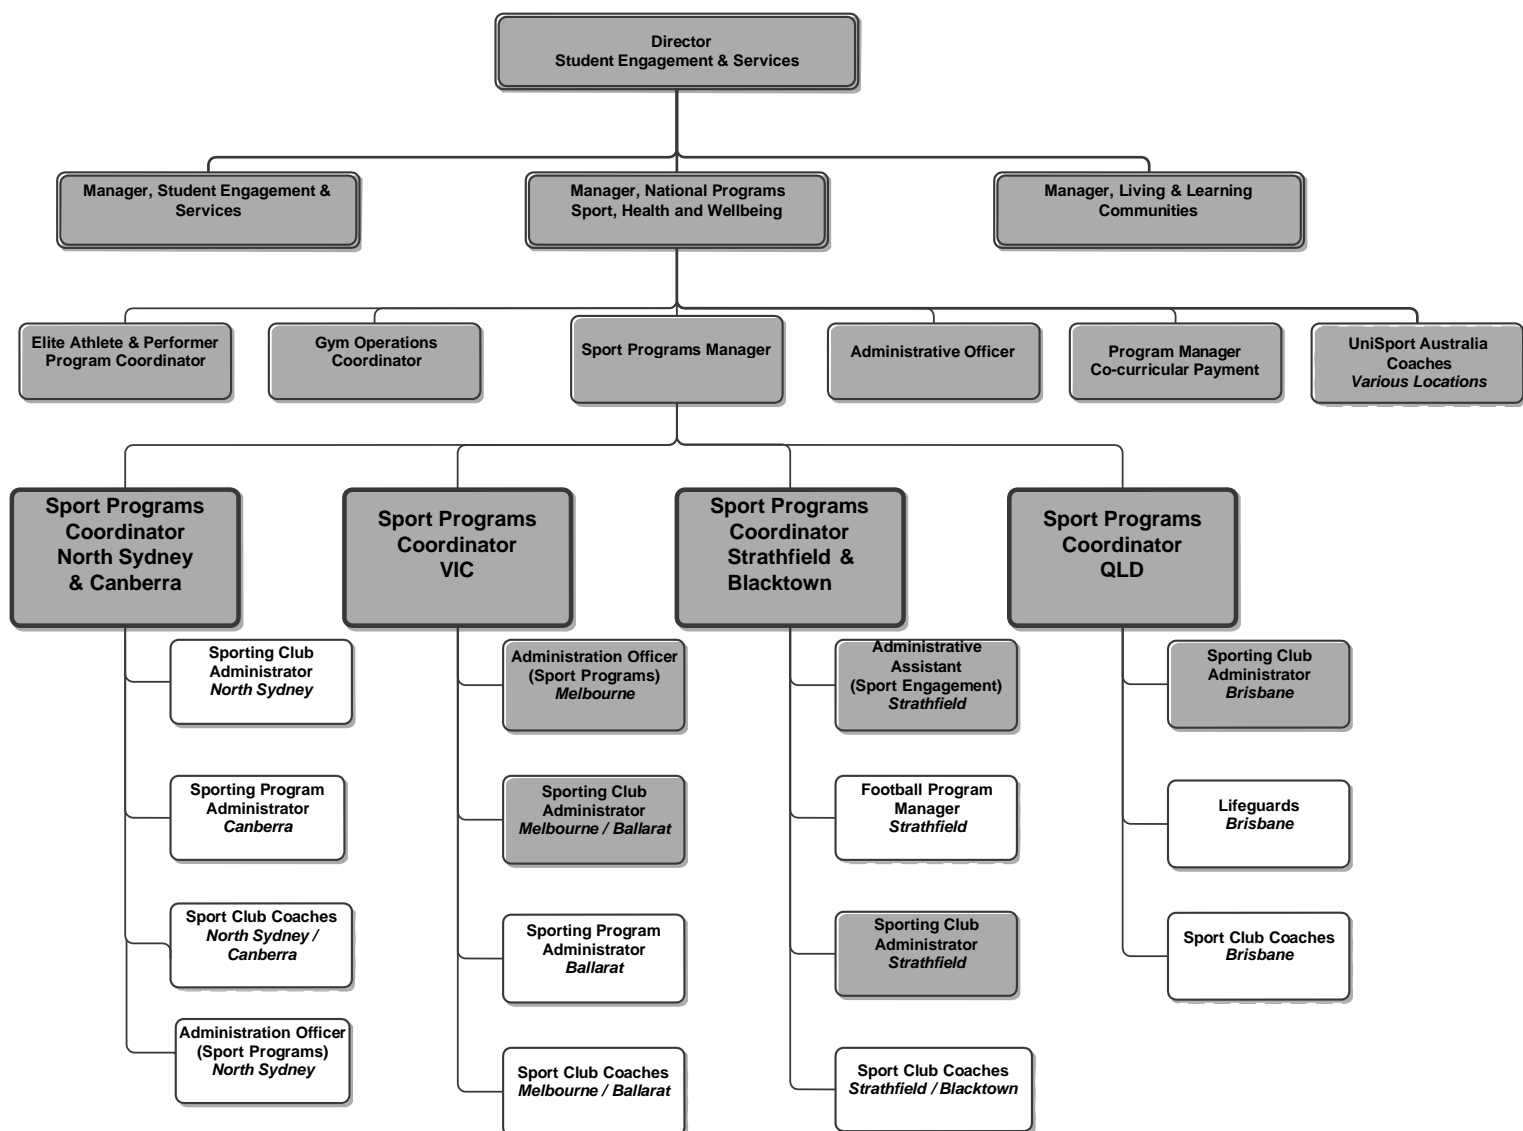 Director
Student Engagement & Services
Manager, Student Engagement &
Services
Manager, National Programs
Sport, Health and Wellbeing
Manager, Living & Learning
Communities
Elite Athlete & Performer
Program Coordinator
Gym Operations
Coordinator
Sport Programs Manager
Administrative Officer
Program Manager
Co-curricular Payment
UniSport Australia
Coaches
Various Locations
Sport Programs
Coordinator
North Sydney
& Canberra
Sport Programs
Coordinator
VIC
Sport Programs
Coordinator
Strathfield &
Blacktown
Sport Programs
Coordinator
QLD
Sporting Club
Administrator
North Sydney
Administration Officer
(Sport Programs)
Melbourne
Administrative
Assistant
(Sport Engagement)
Strathfield
Sporting Club
Administrator
Brisbane
Sporting Program
Administrator
Canberra
Sporting Club
Administrator
Melbourne / Ballarat
Football Program
Manager
Strathfield
Lifeguards
Brisbane
Sport Club Coaches
North Sydney /
Canberra
Sporting Program
Administrator
Ballarat
Sporting Club
Administrator
Strathfield
Sport Club Coaches
Brisbane
Administration Officer
(Sport Programs)
North Sydney
Sport Club Coaches
Melbourne / Ballarat
Sport Club Coaches
Strathfield / Blacktown